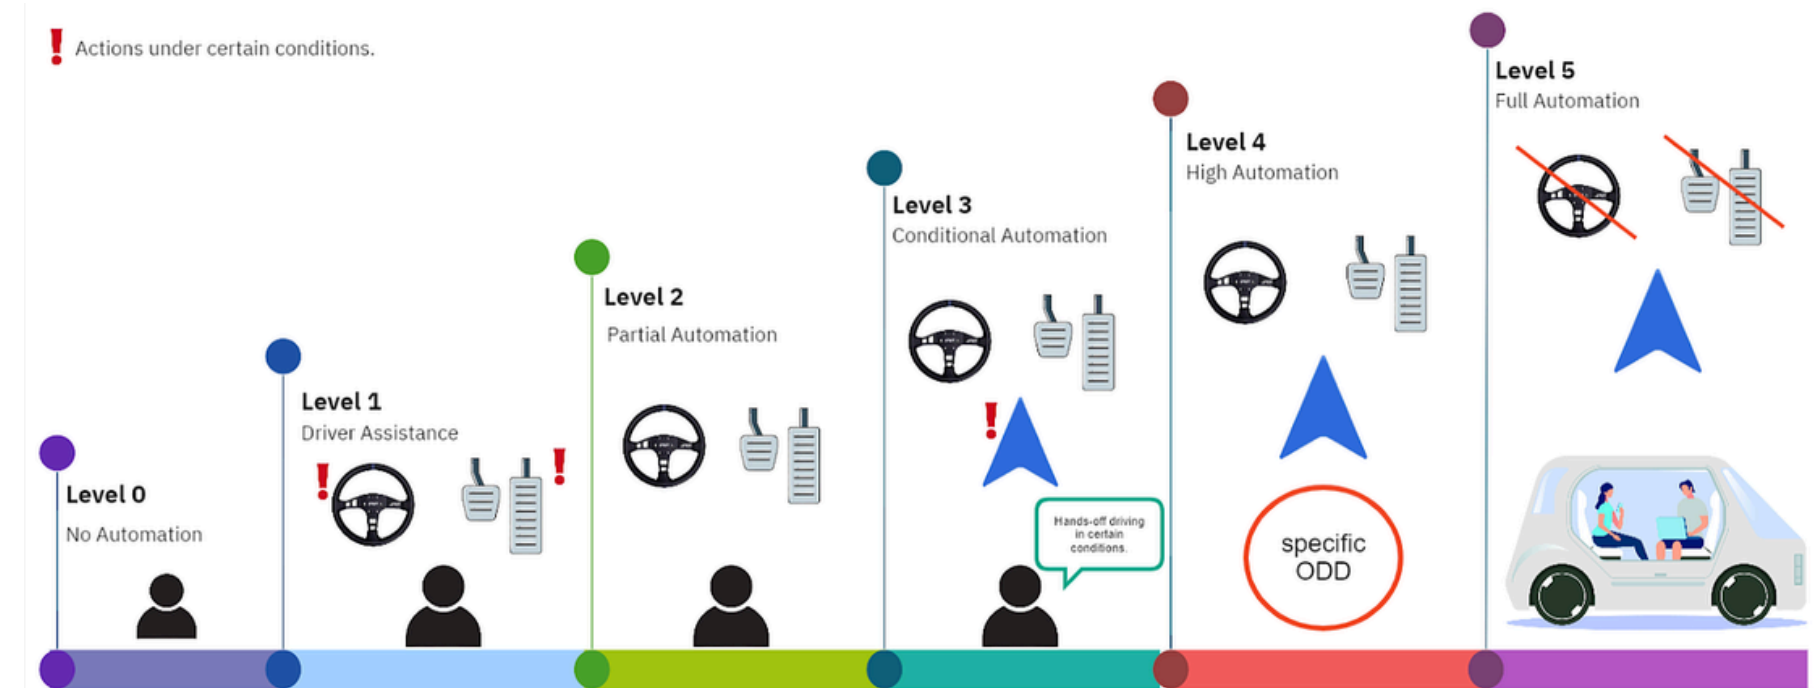 Actions under certain conditions.
Level 0
No Automation
Level 1
Driver Assistance
Level 2
Partial Automation
Level 3
Conditional Automation
Hands-off driving
in certain
conditions.
Level 4
High Automation
specific
ODD
Level 5
Full Automation